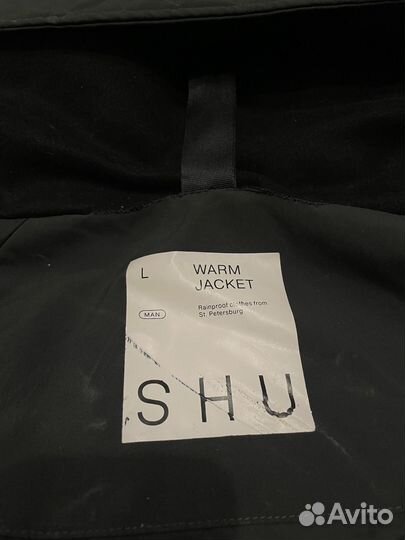 L
WARM
JACKET
MAN
Rainproof clothes from
St. Petersburg
SHU
Avito